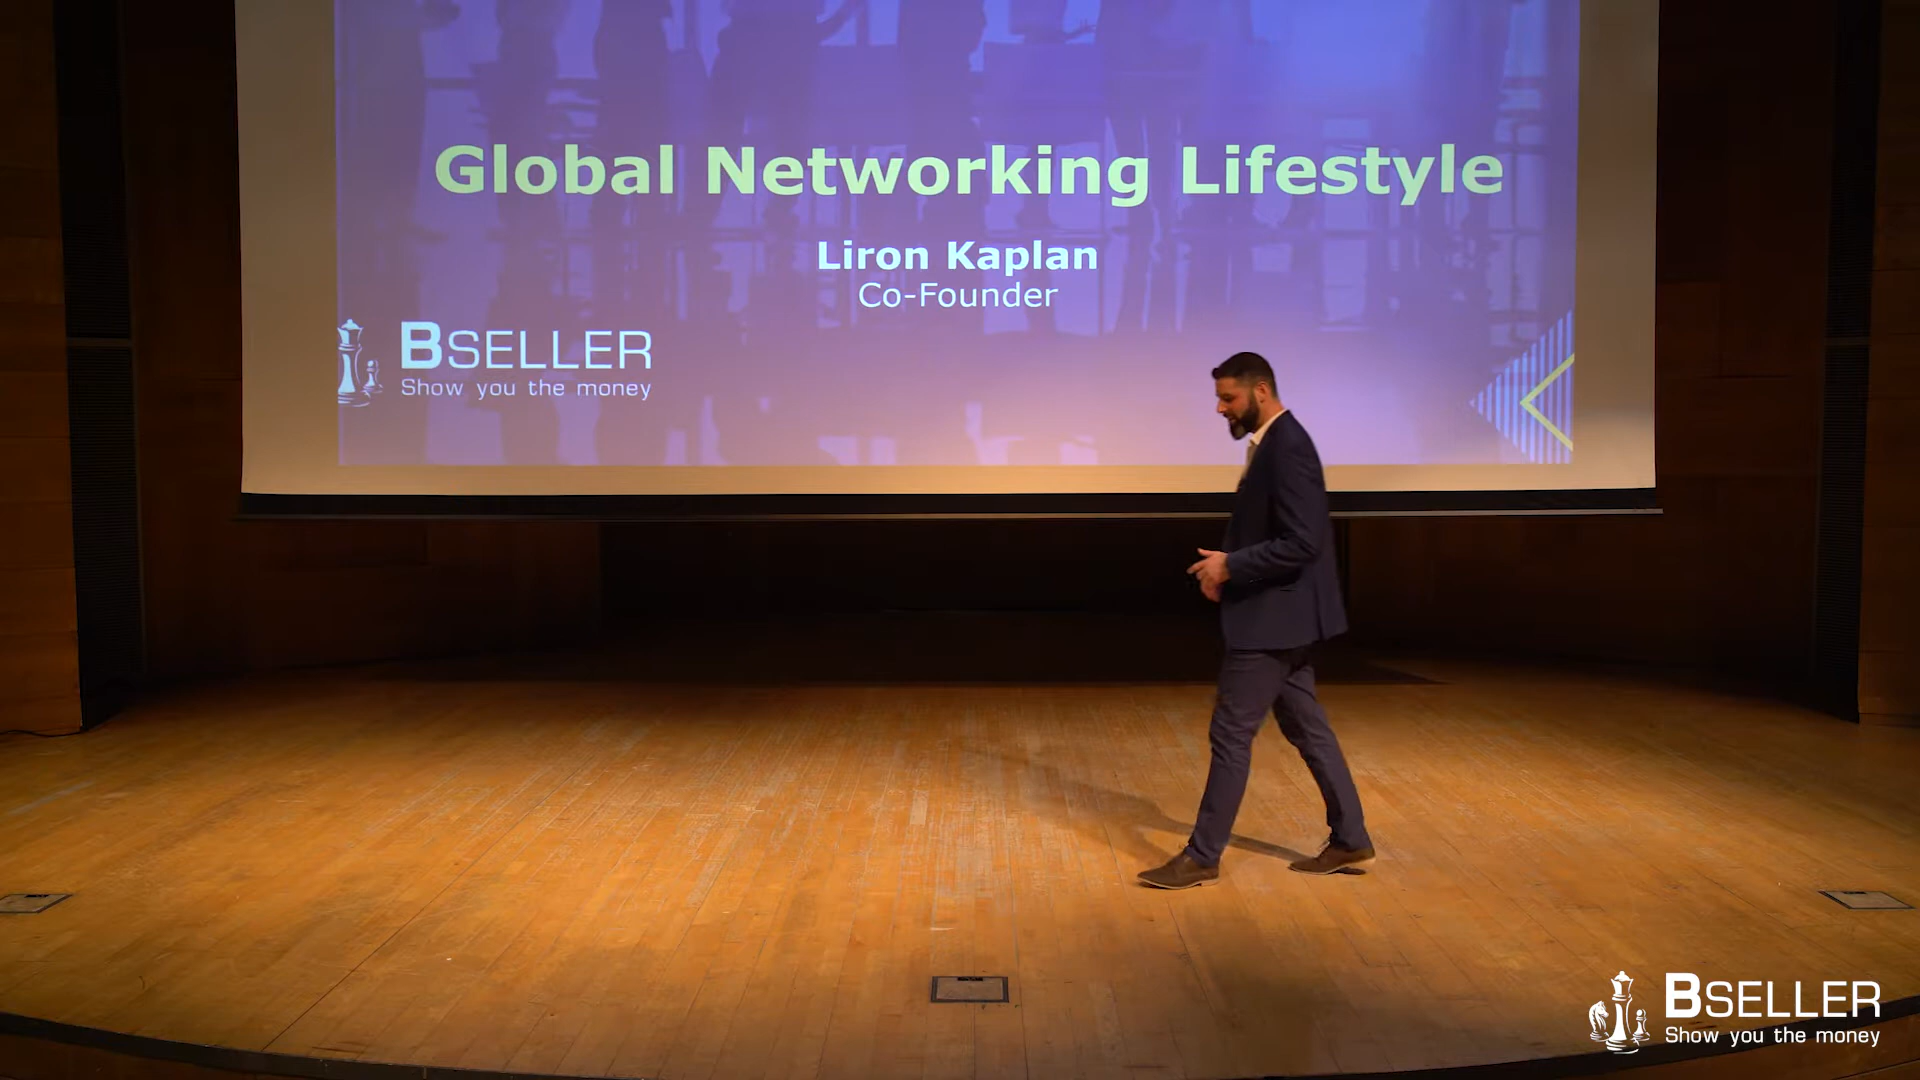 Global Networking Lifestyle
Liron Kaplan
Co-Founder
BSELLER
Show you the money
BSELLER
Show you the money